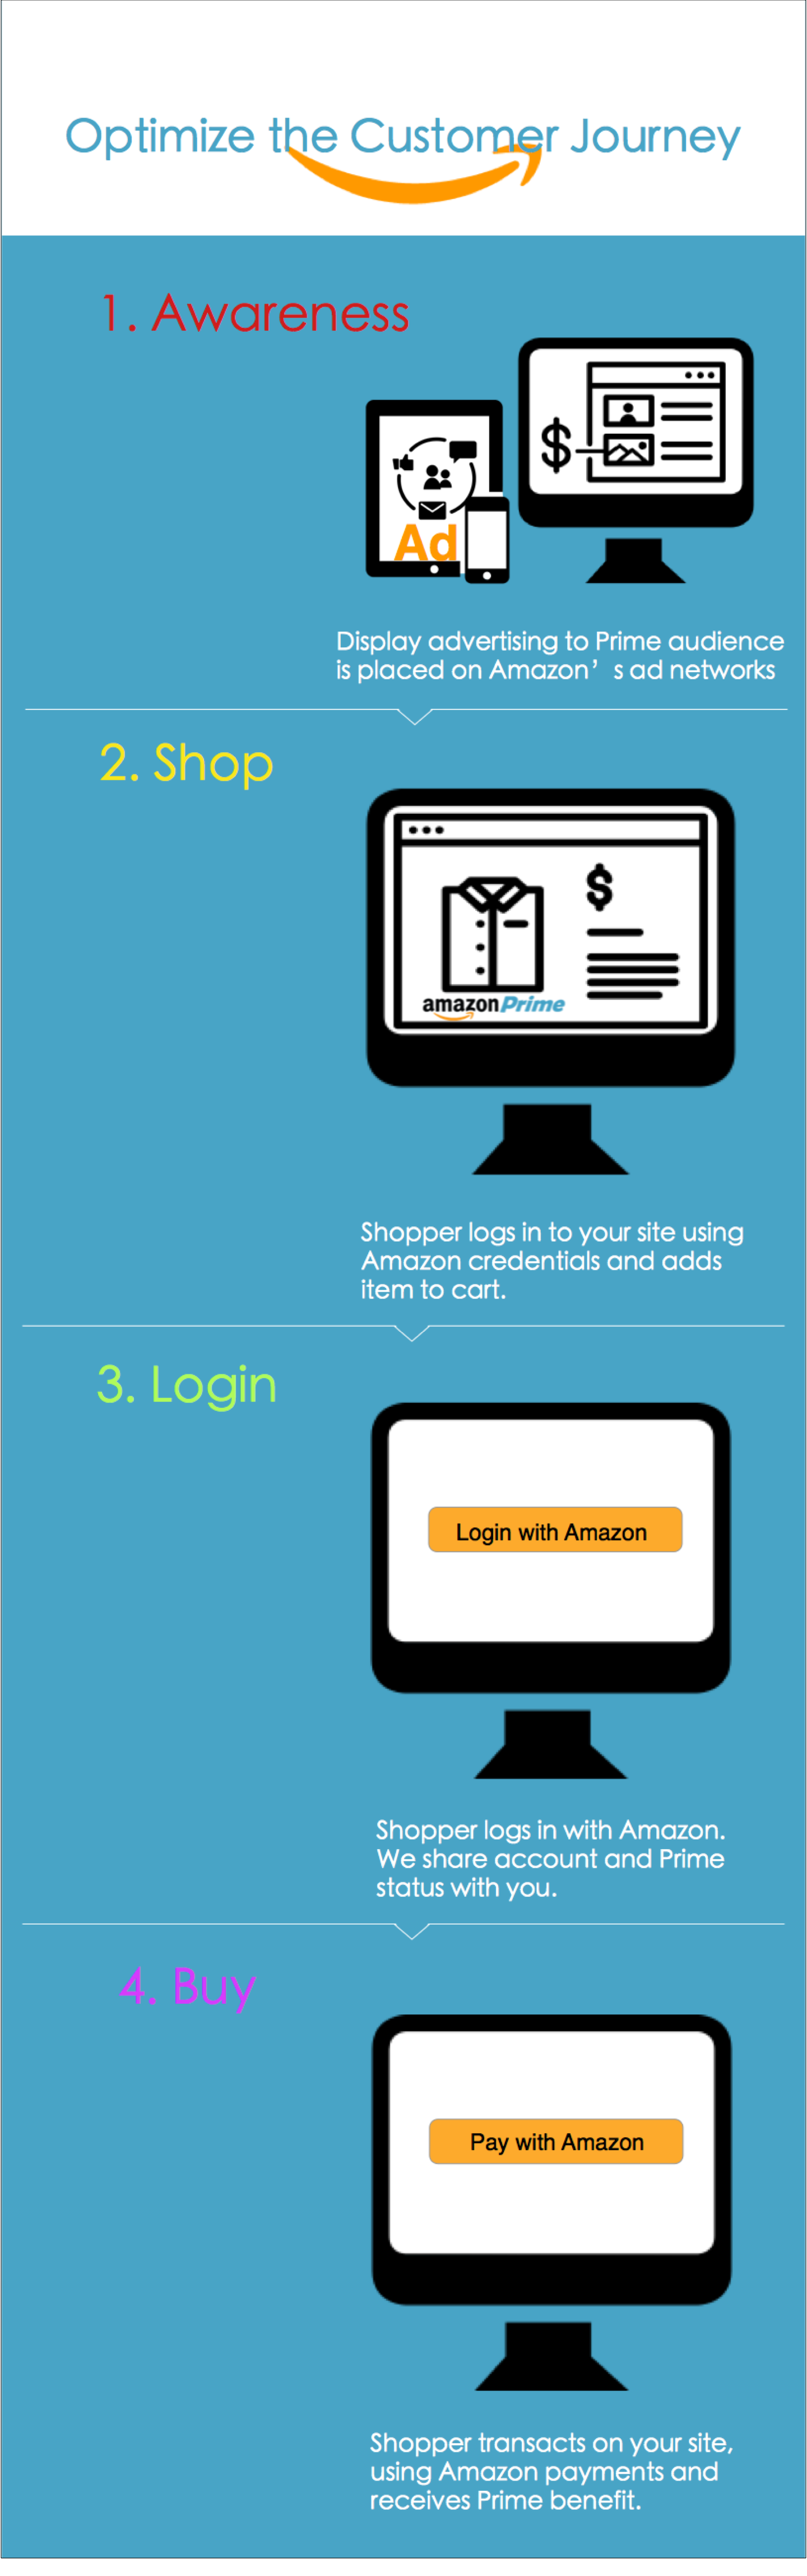 Optimize the Customer Journey
1. Awareness
$
Ad
Display advertising to Prime audience
is placed on Amazon’ s ad networks
2. Shop
$
amazonPrime
Shopper logs in to your site using
Amazon credentials and adds
item to cart.
3. Login
Login with Amazon
Shopper logs in with Amazon.
We share account and Prime
status with you.
4. Buy
Pay with Amazon
Shopper transacts on your site,
using Amazon payments and
receives Prime benefit.